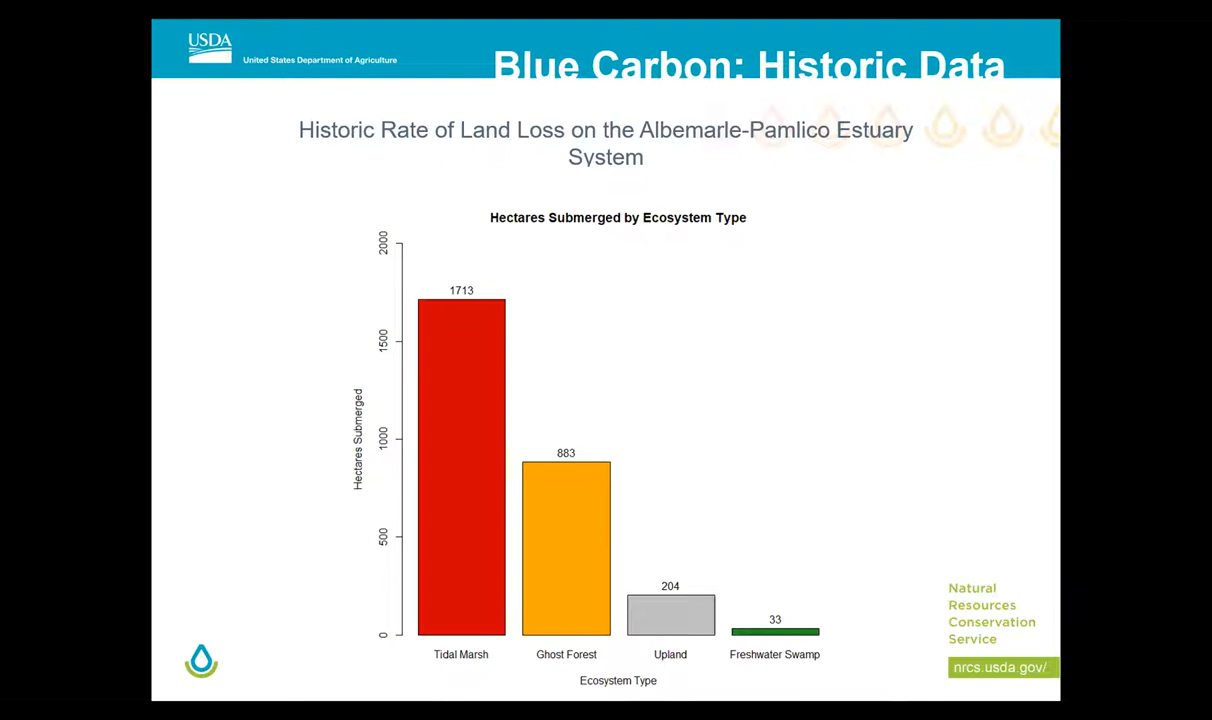 USDA
United States Department of Agriculture
Blue Carbon: Historic Data
Historic Rate of Land Loss on the Albemarle-Pamlico Estuary
System
Hectares Submerged by Ecosystem Type
2000
1500
1000
500
0
Hectares Submerged
1713
883
204
33
Tidal Marsh
Ghost Forest
Upland
Freshwater Swamp
Ecosystem Type
Natural
Resources
Conservation
Service
nrcs.usda.gov/